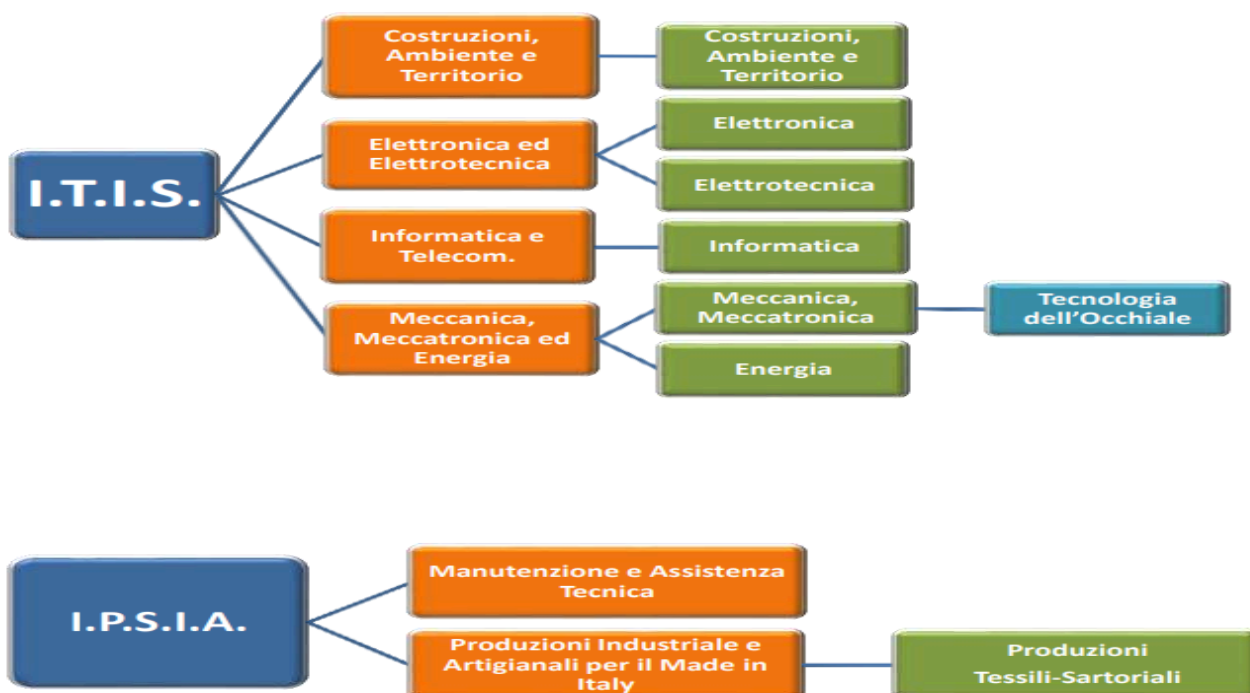 I.T.I.S.
Costruzioni,
Ambiente e
Territorio
Costruzioni,
Ambiente e
Territorio
Elettronica ed
Elettrotecnica
Elettronica
Elettrotecnica
Informatica e
Telecom.
Informatica
Meccanica,
Meccatronica ed
Energia
Meccanica,
Meccatronica
Energia
Tecnologia
dell'Occhiale
I.P.S.I.A.
Manutenzione e Assistenza
Tecnica
Produzioni Industriale e
Artigianali per il Made in
Italy
Produzioni
Tessili-Sartoriali